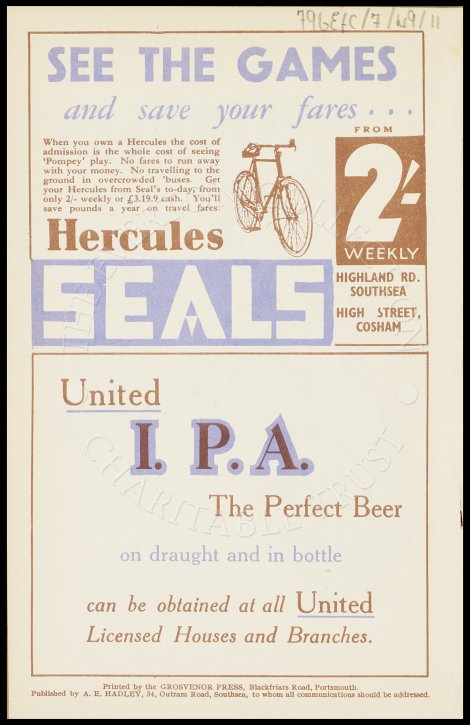 796EFC/7/49/11
SEE THE GAMES
and save your fares . . .
When you own a Hercules the cost of
admission is the whole cost of seeing
'Pompey' play. No fares to run away
with your money. No travelling to the
ground in overcrowded 'buses. Get
your Hercules from Seal's to-day, from
only 2/- weekly or £3.19.9 cash. You'll
save pounds a year on travel fares.
Hercules
FROM
2/-
WEEKLY
SEALS
HIGHLAND RD.
SOUTHSEA
HIGH STREET,
COSHAM
United
I. P. A.
The Perfect Beer
on draught and in bottle
can be obtained at all United
Licensed Houses and Branches.
Printed by the GROSVENOR PRESS, Blackfriars Road, Portsmouth.
Published by A. E. HADLEY, 34, Outram Road, Southsea, to whom all communications should be addressed.
CHARITABLE TRUST